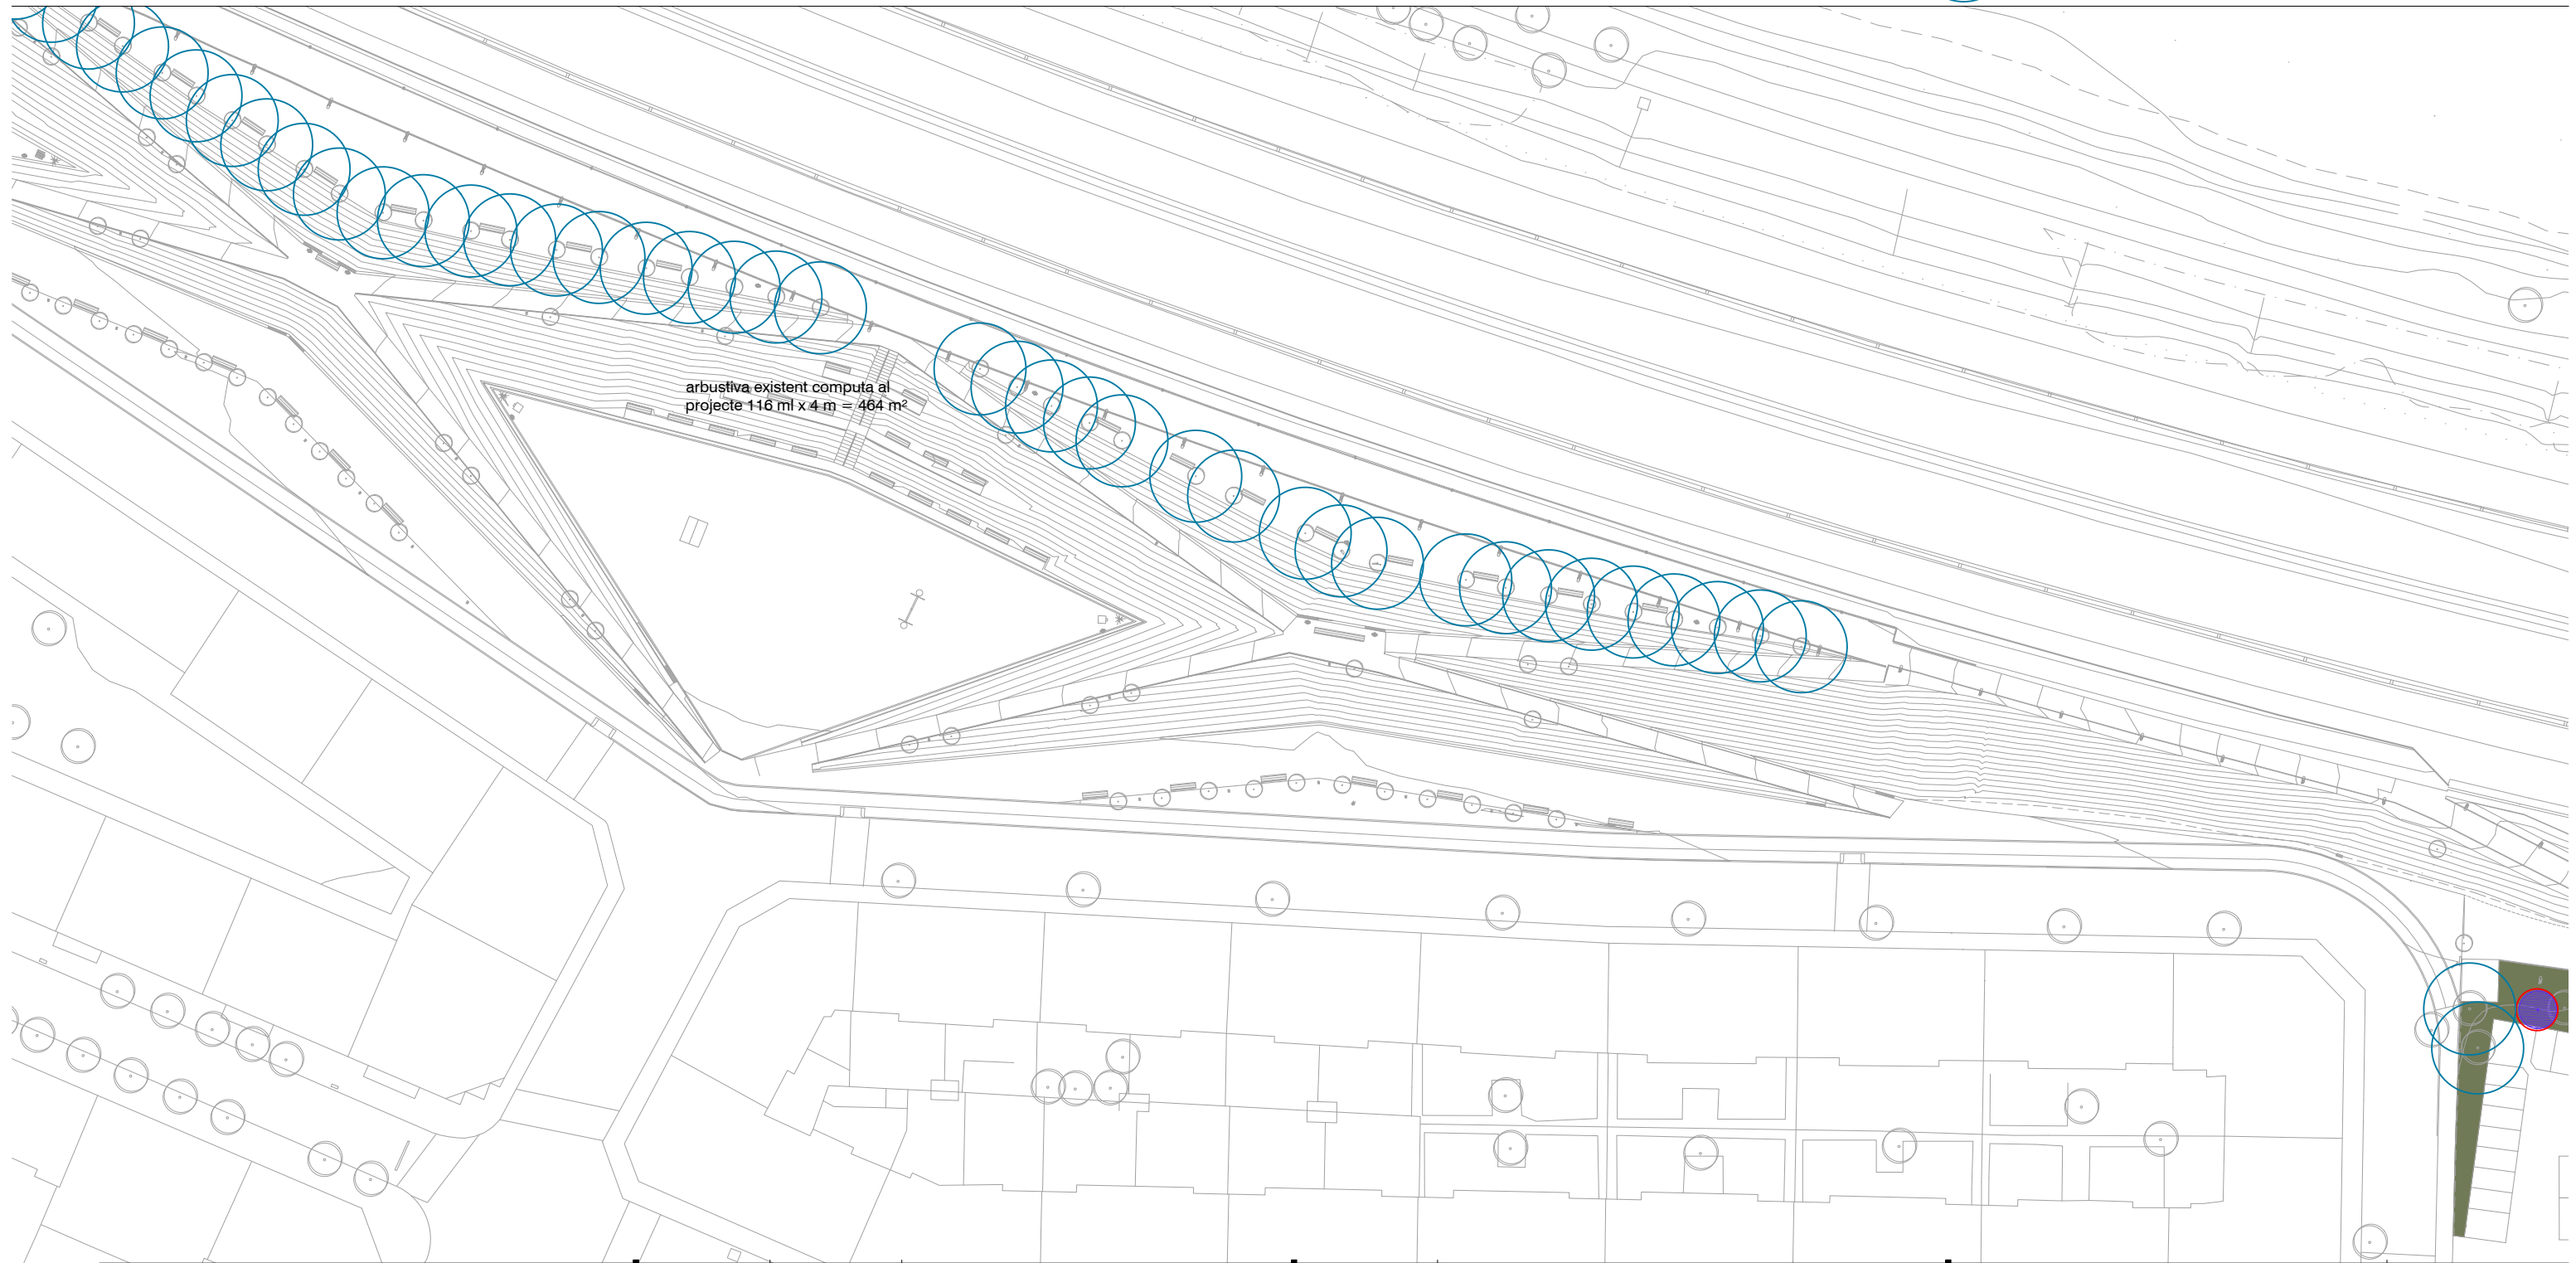 arbustiva existent computa al
projecte 116 ml x 4 m = 464 m²